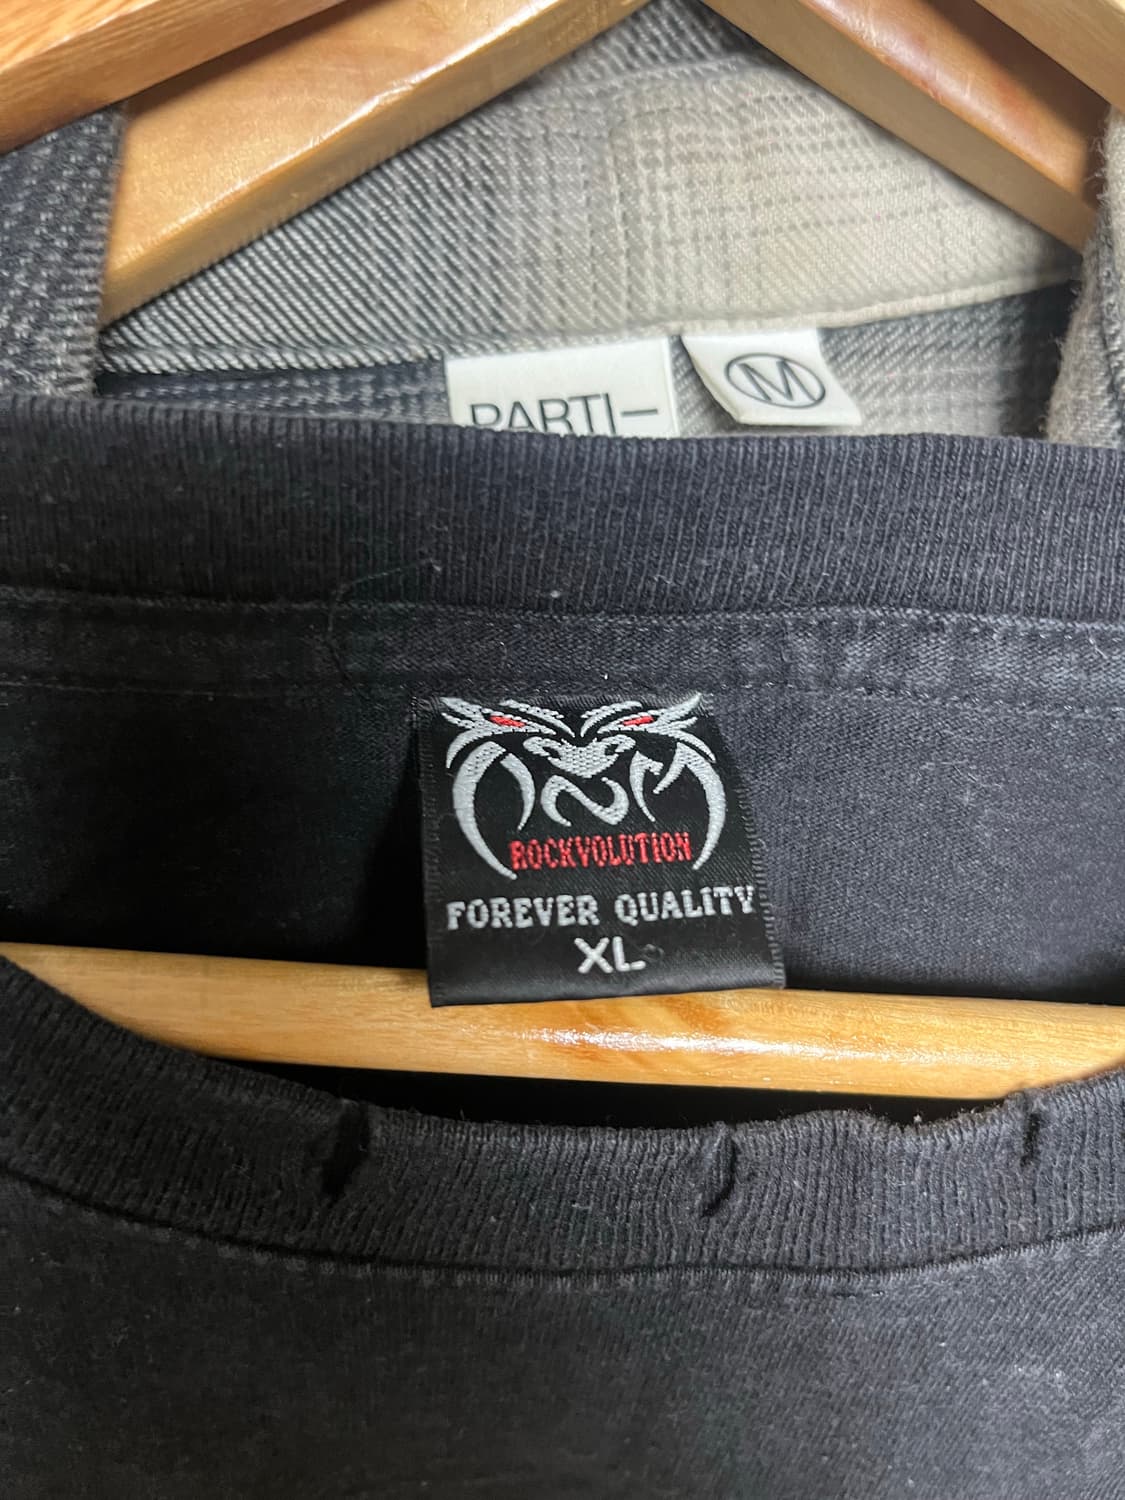 PARTI-
M
ROCKVOLUTION
FOREVER QUALITY
XL